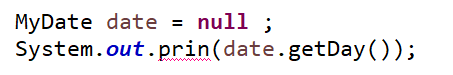 MyDate date = null ;
System.out.prin(date.getDay());